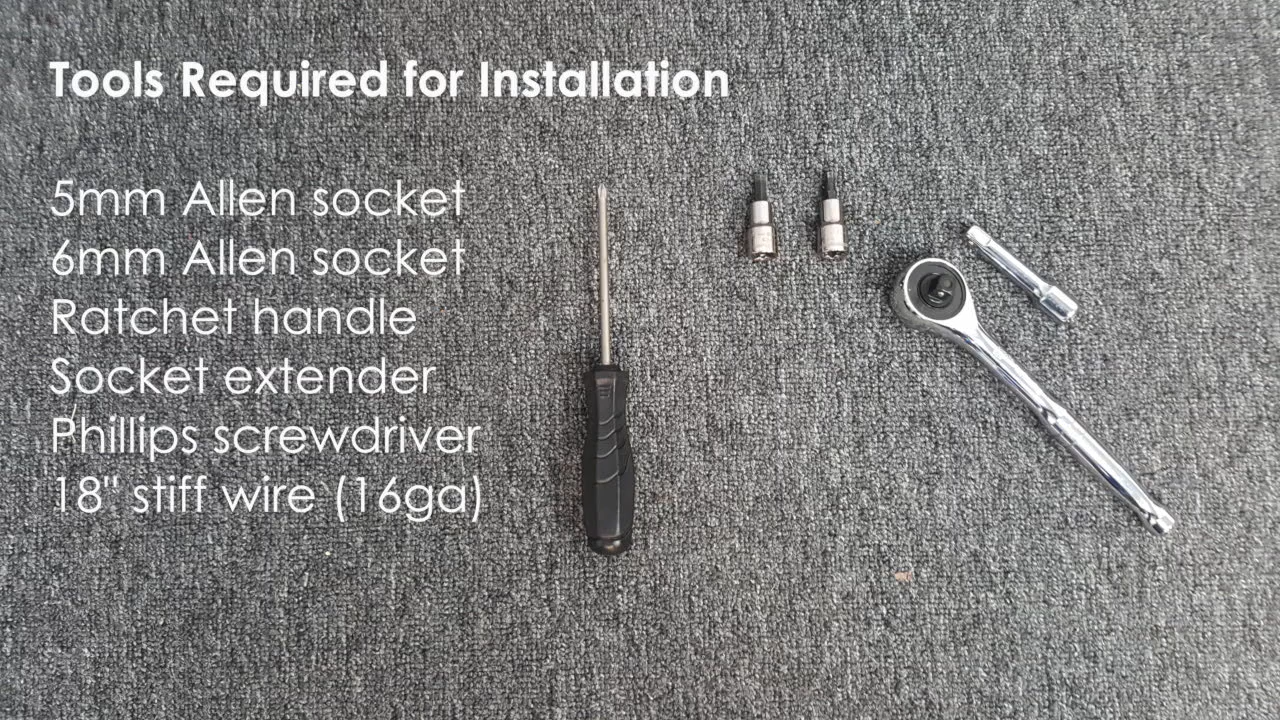 Tools Required for Installation
5mm Allen socket
6mm Allen socket
Ratchet handle
Socket extender
Phillips screwdriver
18" stiff wire (16ga)